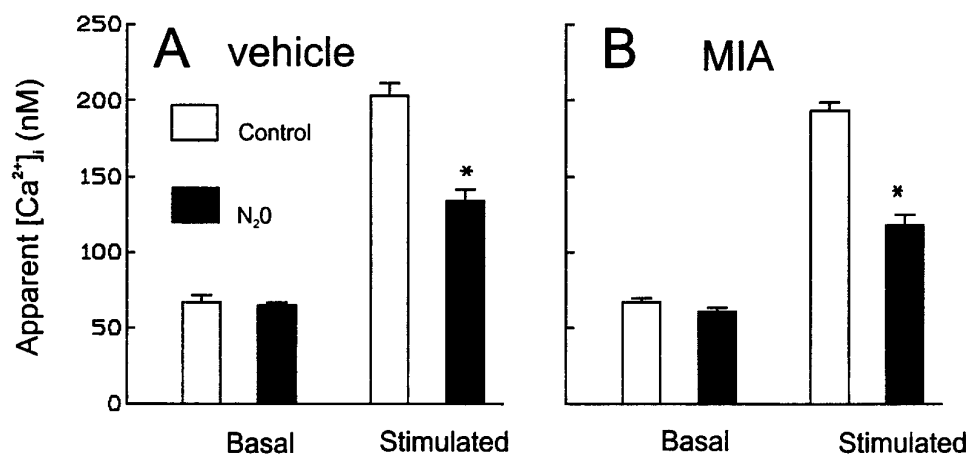 250
200
150
100
50
0
Apparent [Ca²⁺]ᵢ (nM)
A vehicle
Control
N₂0
*
Basal
Stimulated
B MIA
*
Basal
Stimulated